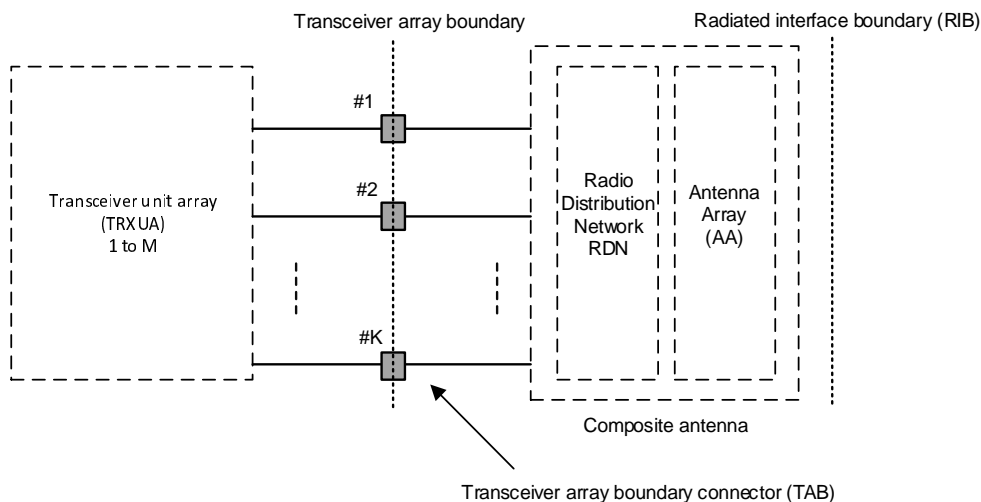 Transceiver array boundary
Radiated interface boundary (RIB)
#1
#2
#K
Transceiver unit array
(TRXUA)
1 to M
Radio
Distribution
Network
RDN
Antenna
Array
(AA)
Composite antenna
Transceiver array boundary connector (TAB)